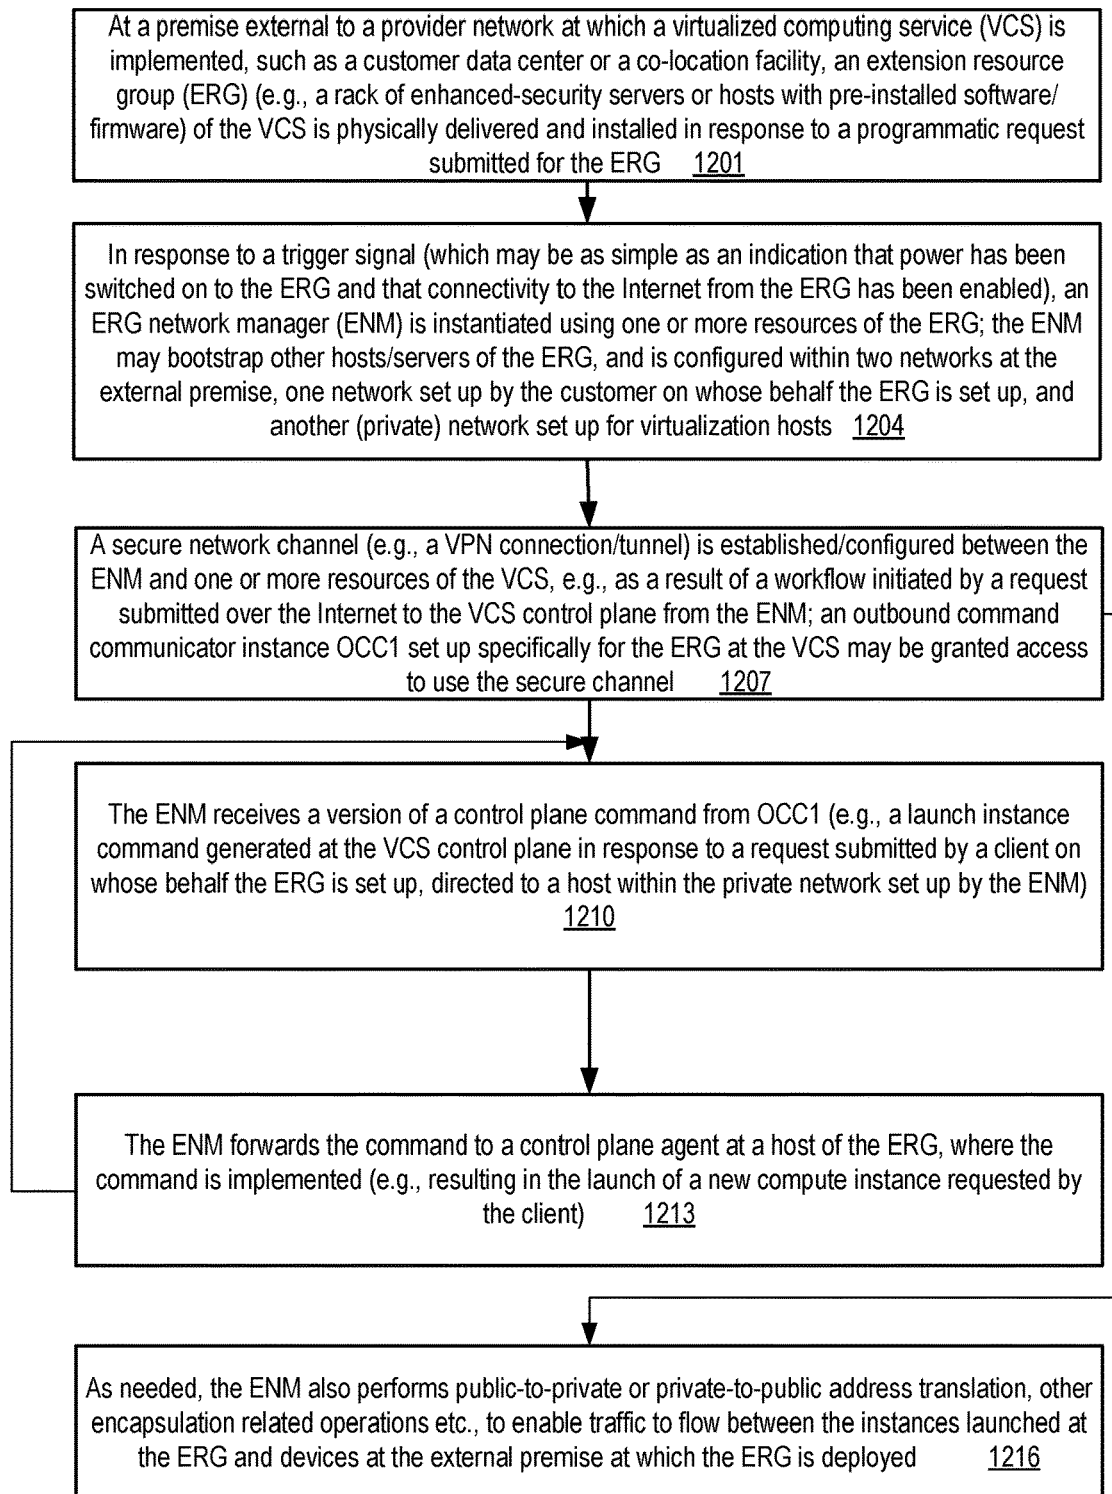 At a premise external to a provider network at which a virtualized computing service (VCS) is
implemented, such as a customer data center or a co-location facility, an extension resource
group (ERG) (e.g., a rack of enhanced-security servers or hosts with pre-installed software/
firmware) of the VCS is physically delivered and installed in response to a programmatic request
submitted for the ERG 1201
In response to a trigger signal (which may be as simple as an indication that power has been
switched on to the ERG and that connectivity to the Internet from the ERG has been enabled), an
ERG network manager (ENM) is instantiated using one or more resources of the ERG; the ENM
may bootstrap other hosts/servers of the ERG, and is configured within two networks at the
external premise, one network set up by the customer on whose behalf the ERG is set up, and
another (private) network set up for virtualization hosts 1204
A secure network channel (e.g., a VPN connection/tunnel) is established/configured between the
ENM and one or more resources of the VCS, e.g., as a result of a workflow initiated by a request
submitted over the Internet to the VCS control plane from the ENM; an outbound command
communicator instance OCC1 set up specifically for the ERG at the VCS may be granted access
to use the secure channel 1207
The ENM receives a version of a control plane command from OCC1 (e.g., a launch instance
command generated at the VCS control plane in response to a request submitted by a client on
whose behalf the ERG is set up, directed to a host within the private network set up by the ENM)
1210
The ENM forwards the command to a control plane agent at a host of the ERG, where the
command is implemented (e.g., resulting in the launch of a new compute instance requested by
the client) 1213
As needed, the ENM also performs public-to-private or private-to-public address translation, other
encapsulation related operations etc., to enable traffic to flow between the instances launched at
the ERG and devices at the external premise at which the ERG is deployed 1216